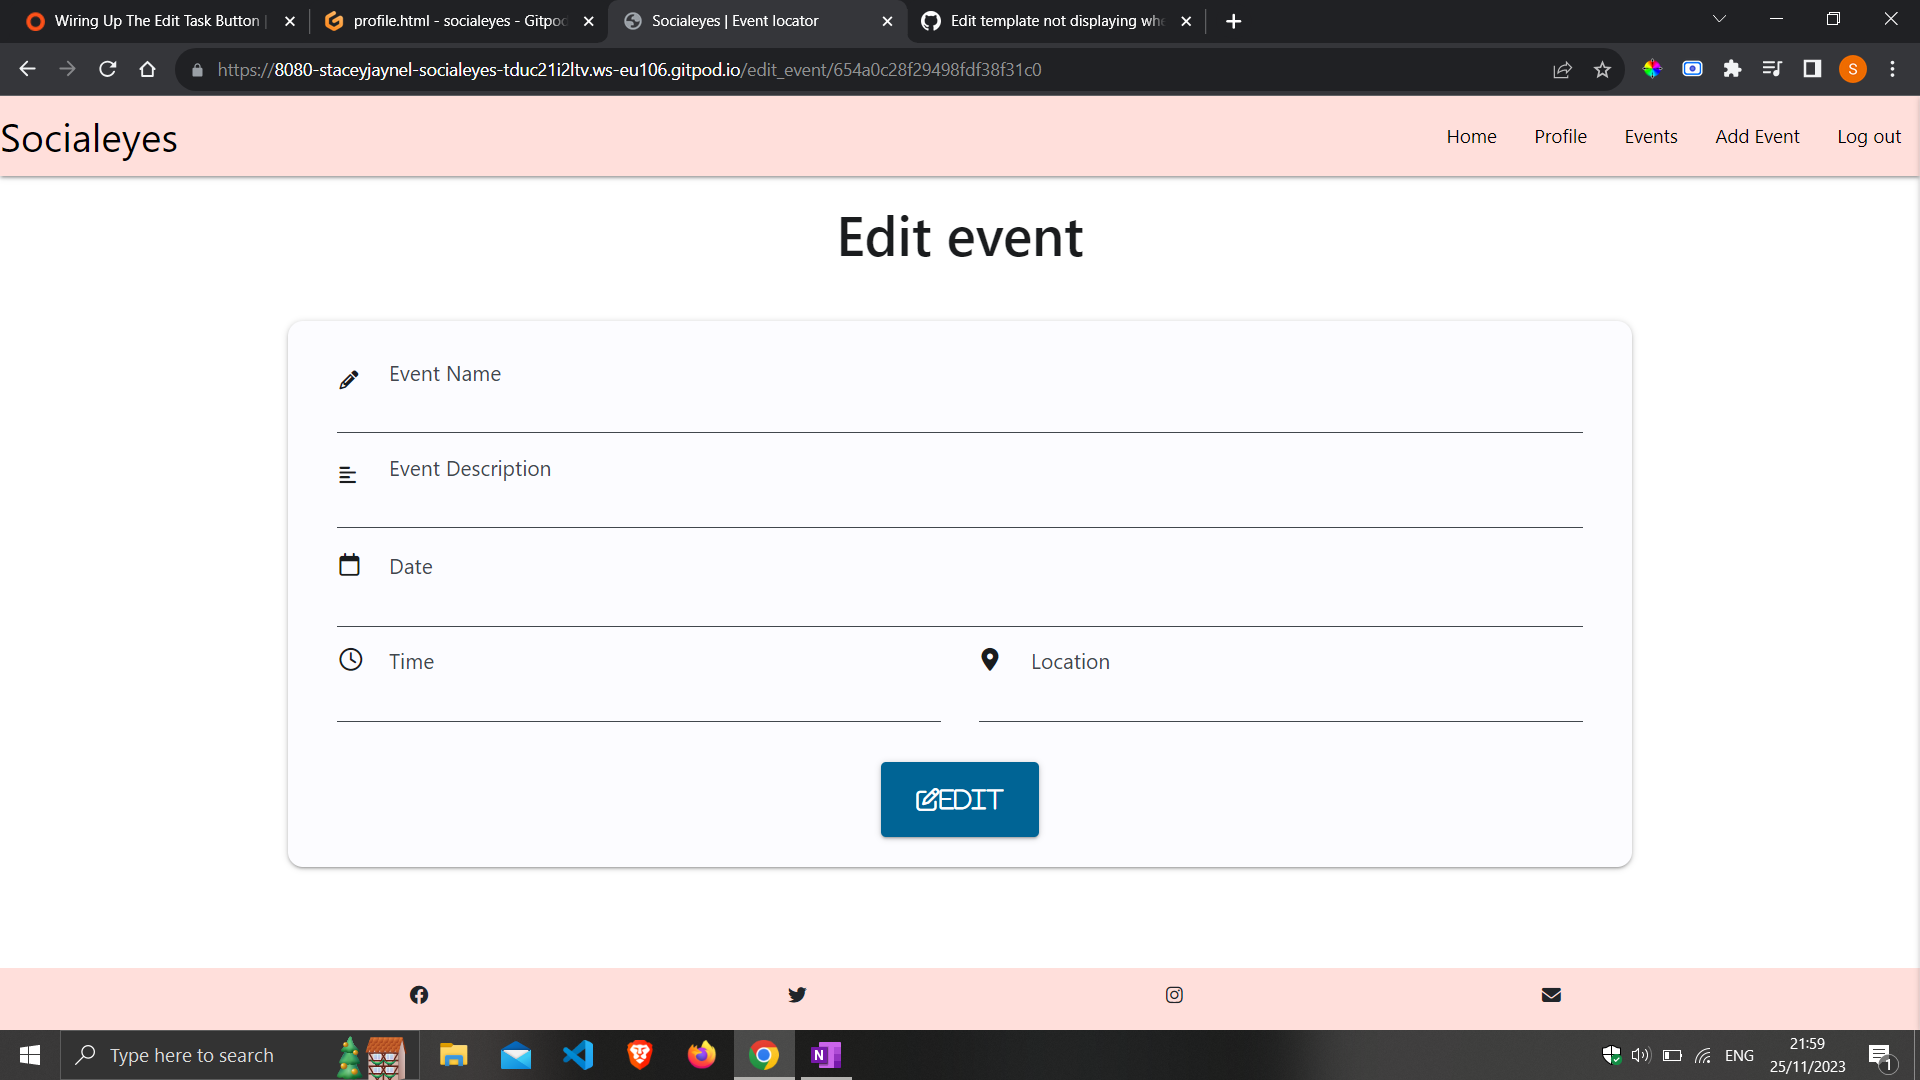 Wiring Up The Edit Task Button
profile.html - socialeyes - Gitpod
Socialeyes | Event locator
Edit template not displaying whe
https://8080-staceyjaynel-socialeyes-tduc21i2ltv.ws-eu106.gitpod.io/edit_event/654a0c28f29498fdf38f31c0
S
Socialeyes
Home
Profile
Events
Add Event
Log out
Edit event
Event Name
Event Description
Date
Time
Location
EDIT
Type here to search
N
ENG
21:59
25/11/2023
1